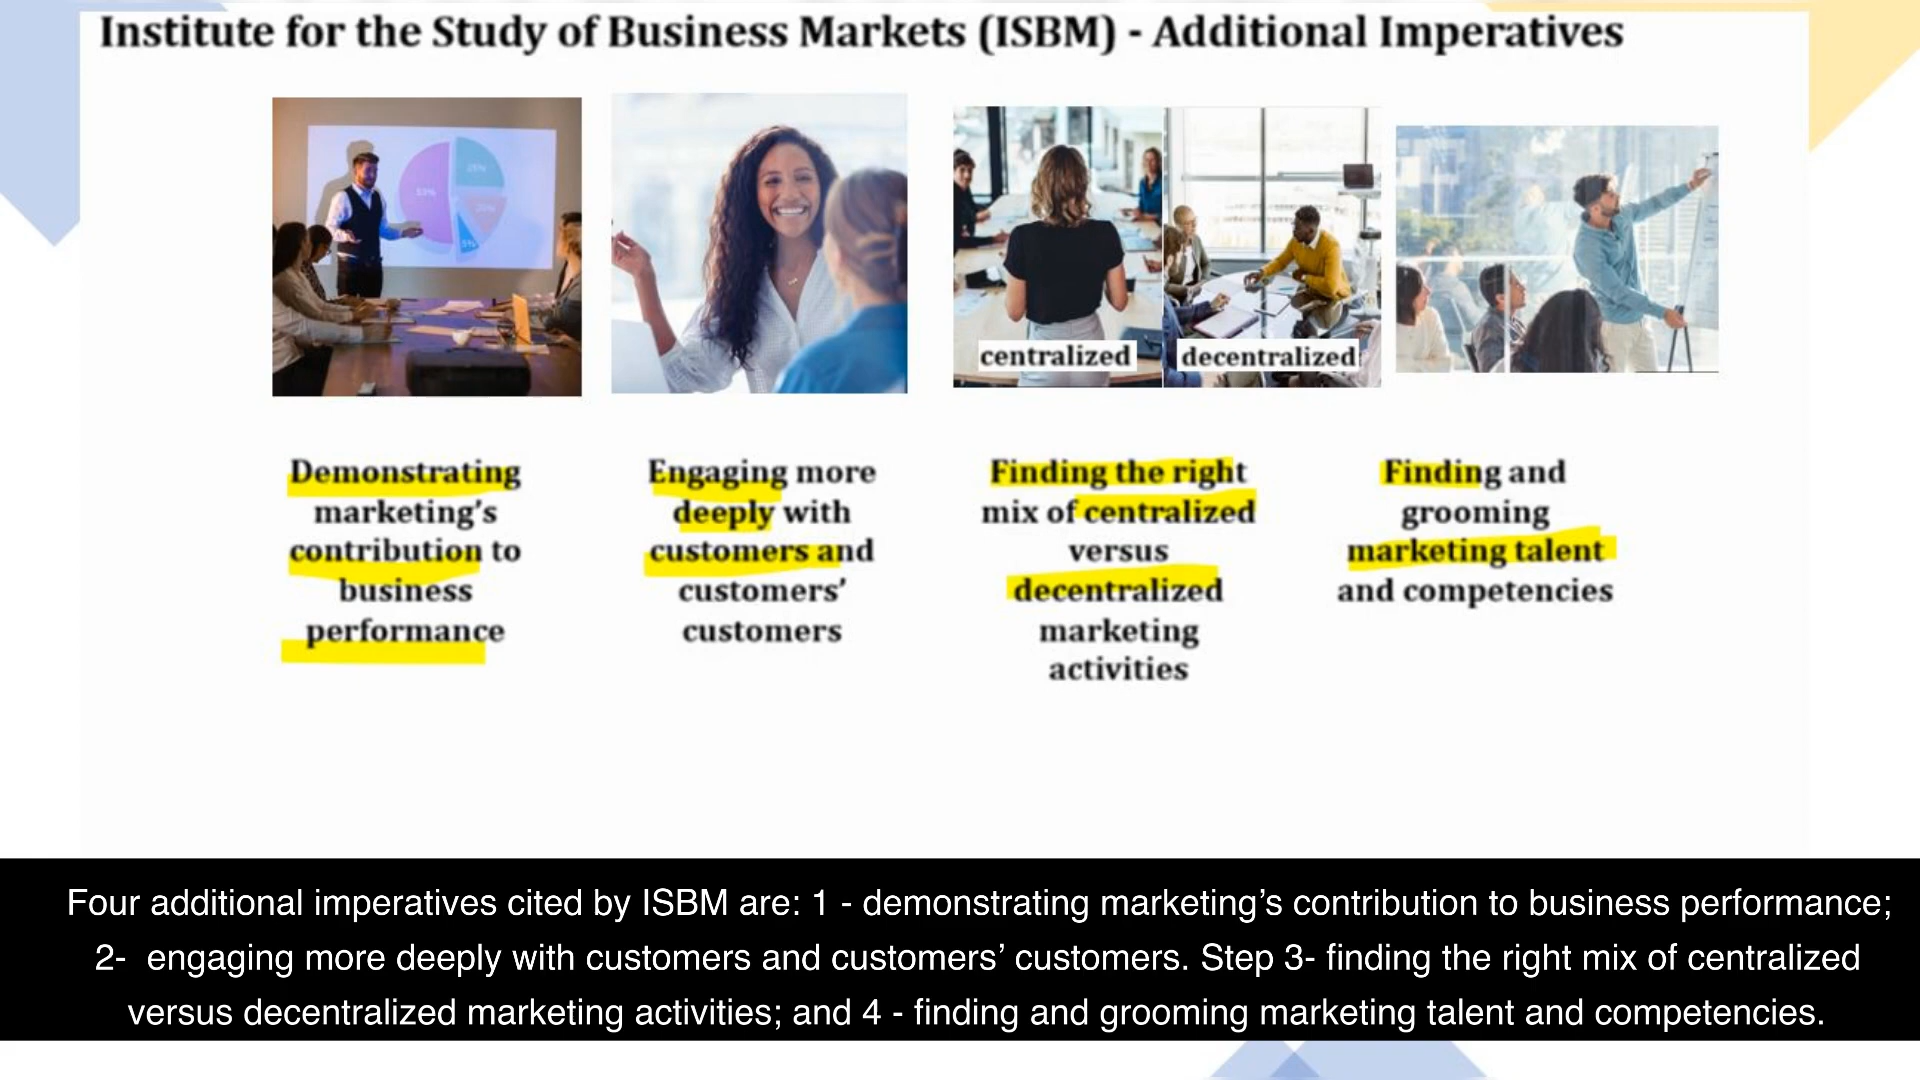 Institute for the Study of Business Markets (ISBM) - Additional Imperatives
53%
25%
5%
centralized
decentralized
Demonstrating
marketing's
contribution to
business
performance
Engaging more
deeply with
customers and
customers'
customers
Finding the right
mix of centralized
versus
decentralized
marketing
activities
Finding and
grooming
marketing talent
and competencies
Four additional imperatives cited by ISBM are: 1 - demonstrating marketing’s contribution to business performance;
2-  engaging more deeply with customers and customers’ customers. Step 3- finding the right mix of centralized
versus decentralized marketing activities; and 4 - finding and grooming marketing talent and competencies.